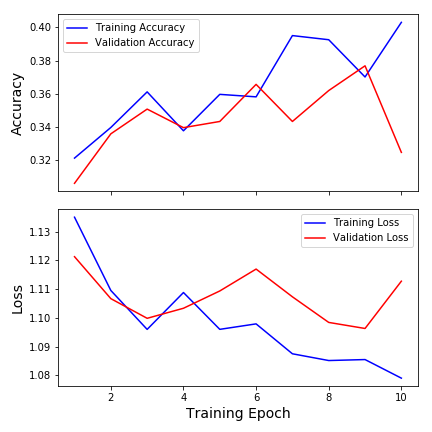 0.40
0.38
0.36
0.34
0.32
Accuracy
Training Accuracy
Validation Accuracy
1.13
1.12
1.11
1.10
1.09
1.08
Loss
Training Loss
Validation Loss
2 4 6 8 10
Training Epoch